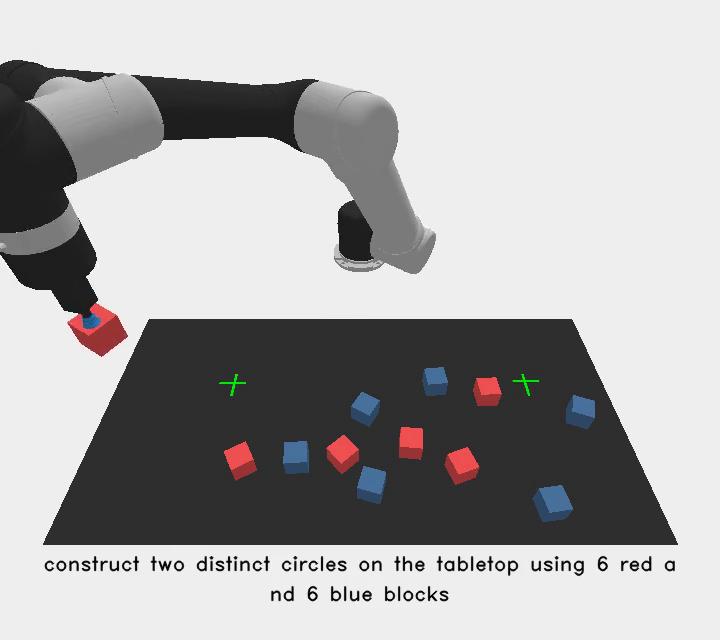 construct two distinct circles on the tabletop using 6 red a
nd 6 blue blocks